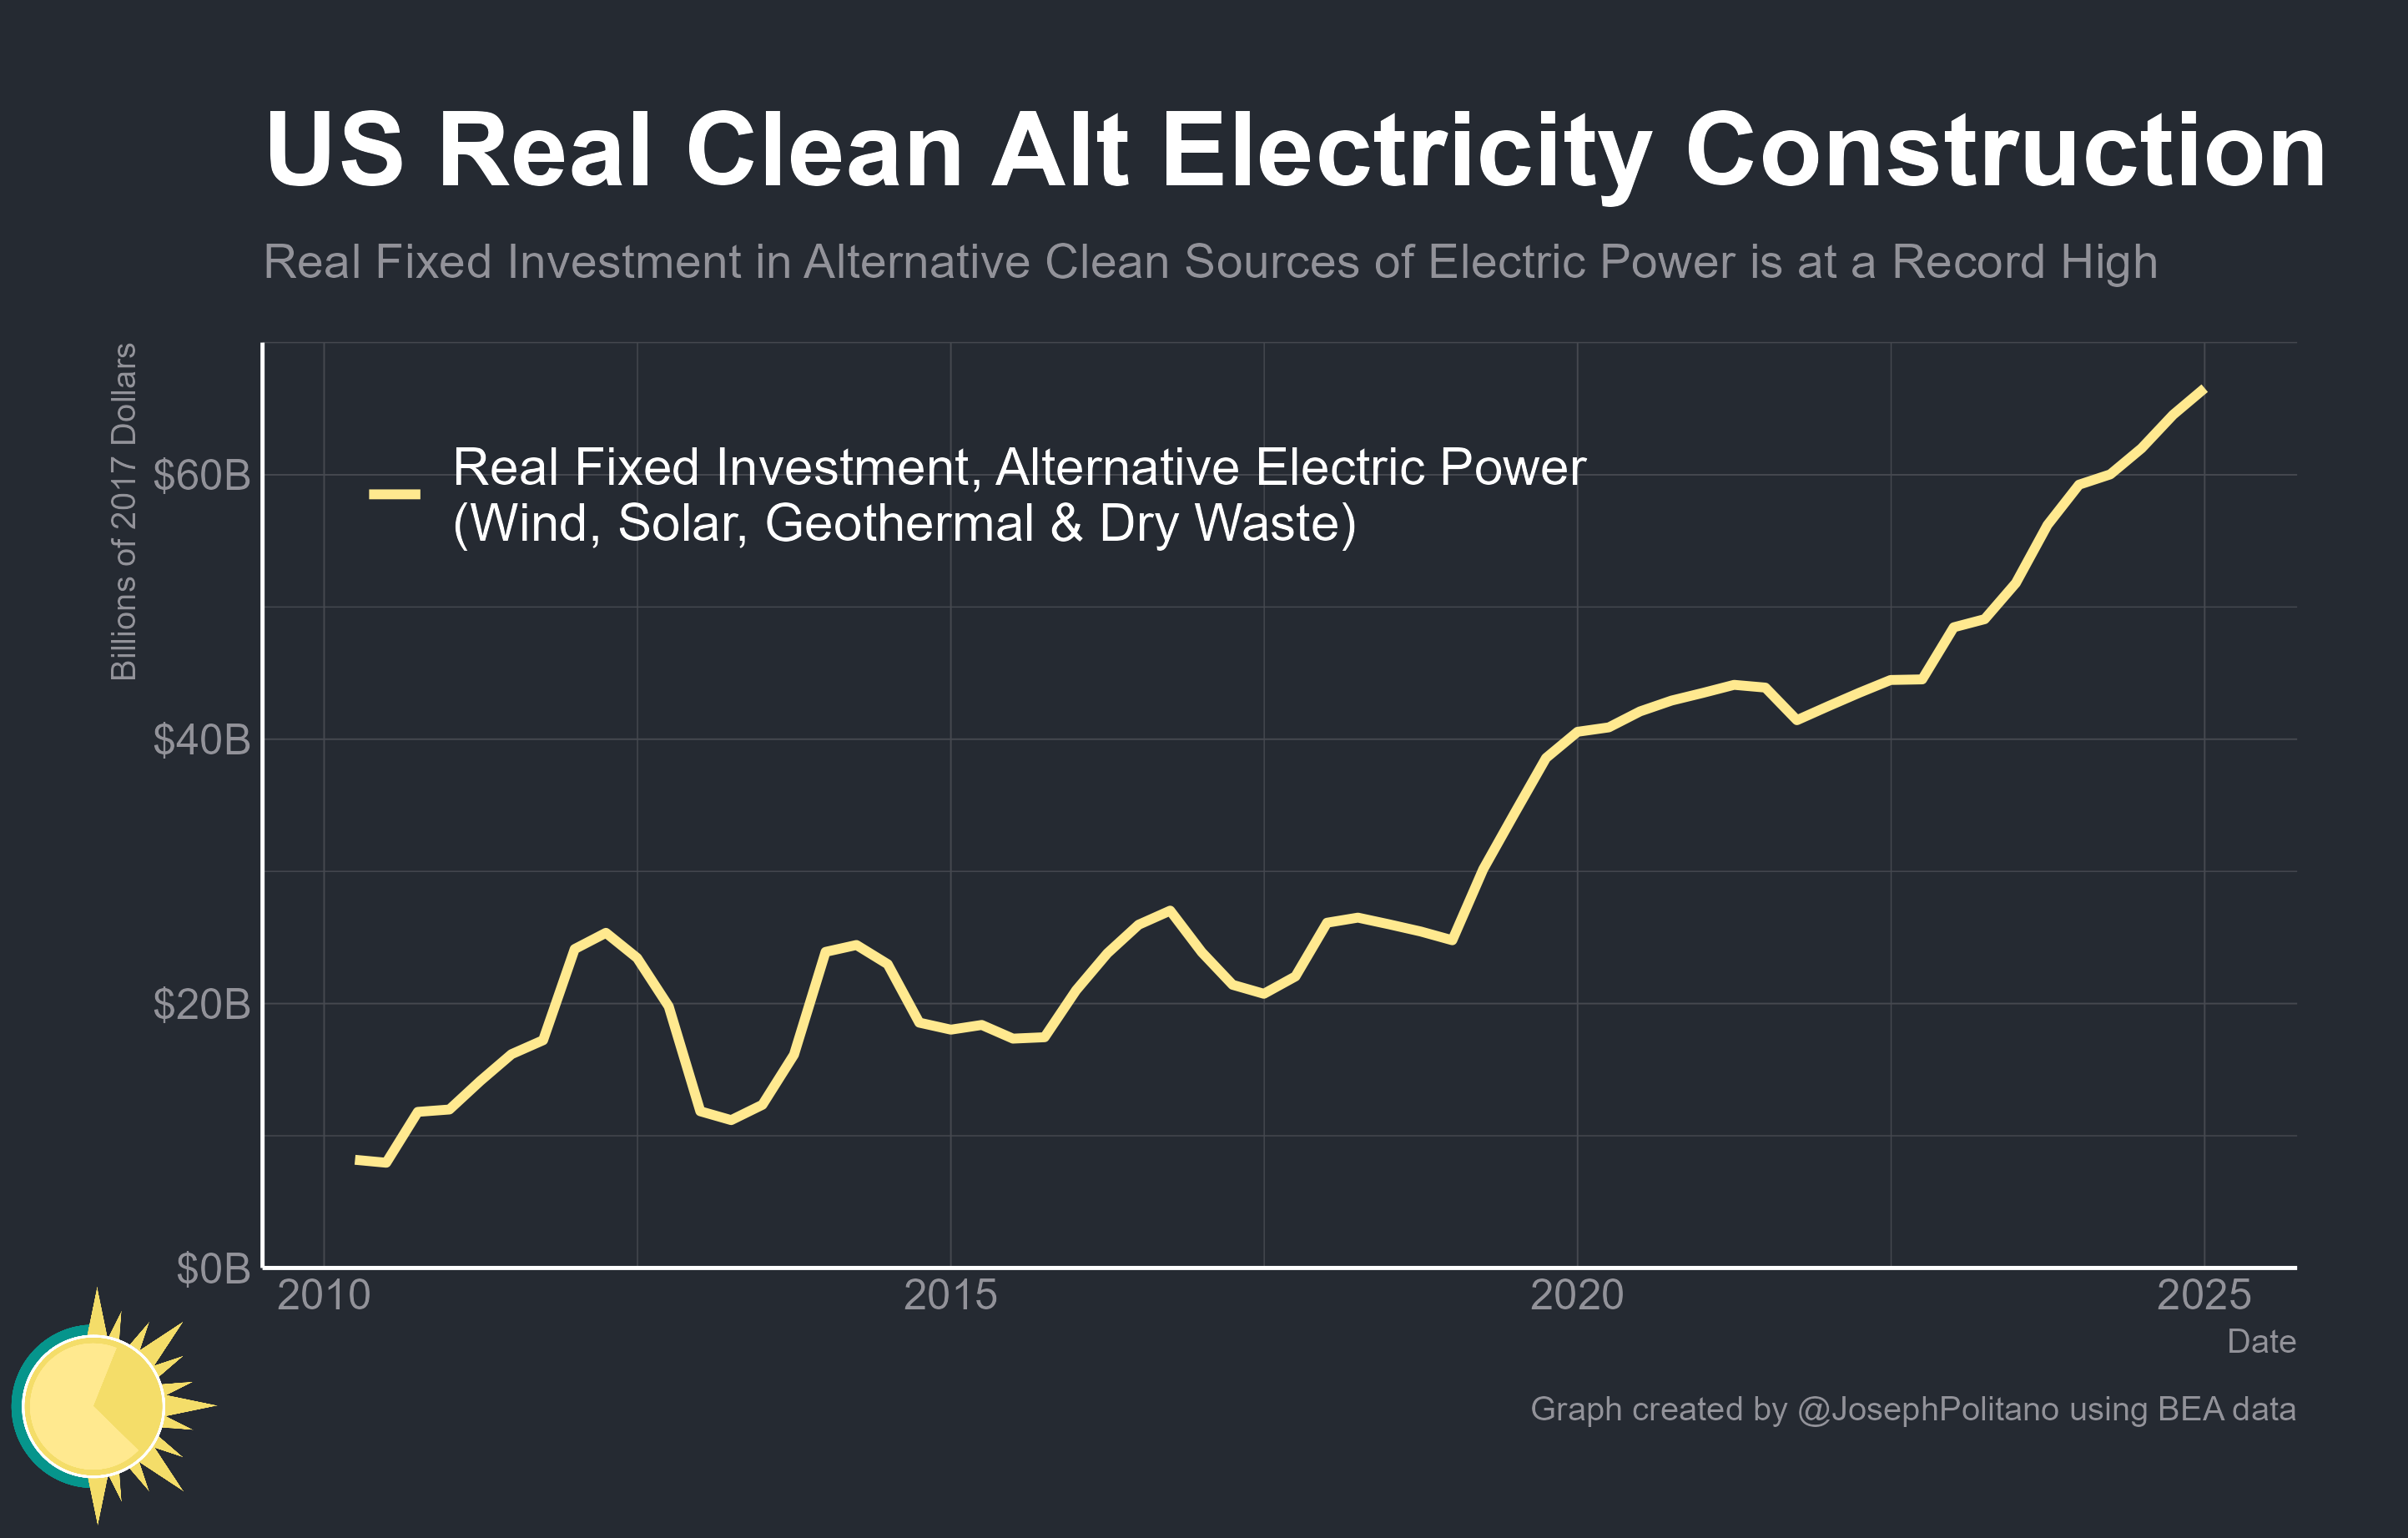 US Real Clean Alt Electricity Construction
Real Fixed Investment in Alternative Clean Sources of Electric Power is at a Record High
Billions of 2017 Dollars
Real Fixed Investment, Alternative Electric Power
(Wind, Solar, Geothermal & Dry Waste)
$60B
$40B
$20B
$0B
2010
2015
2020
2025
Date
Graph created by @JosephPolitano using BEA data